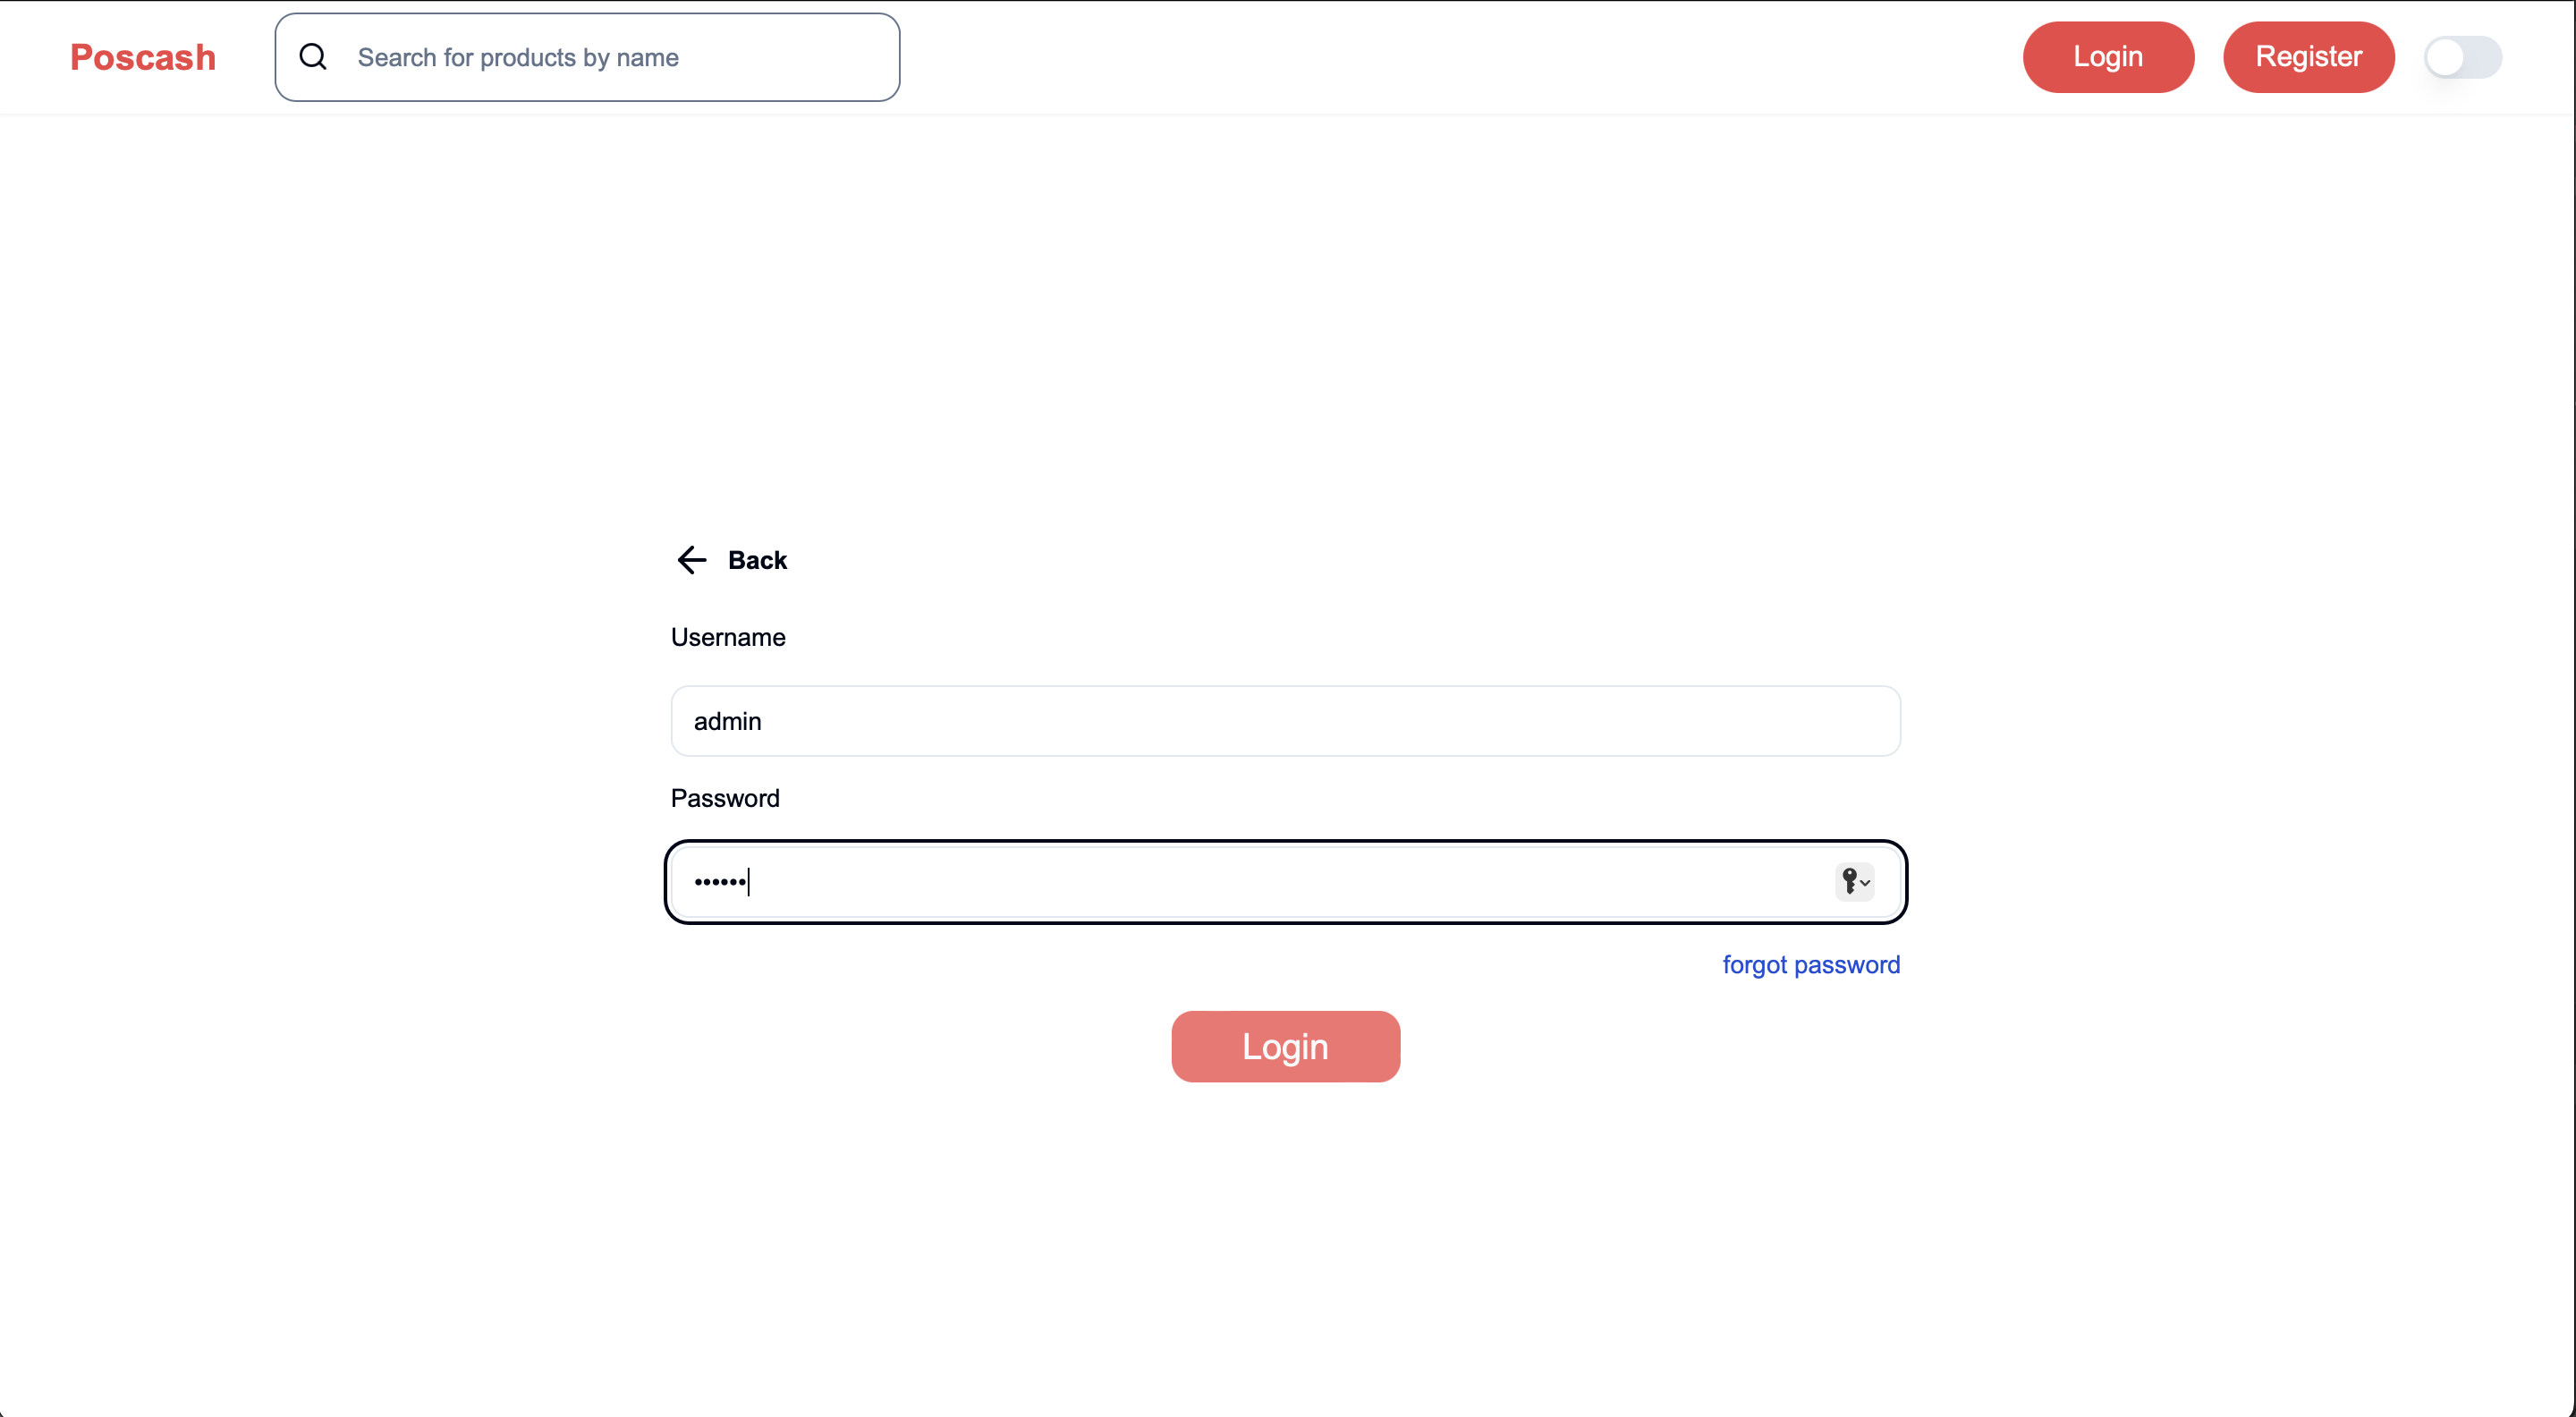 Poscash
Search for products by name
Login
Register
Back
Username
admin
Password
••••••
forgot password
Login